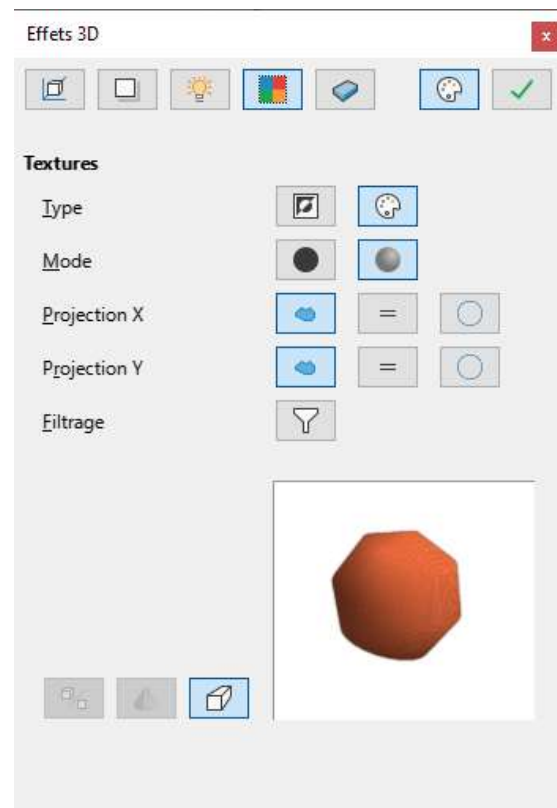 Effets 3D
x
Textures
Type
Mode
Projection X
Projection Y
Filtrage